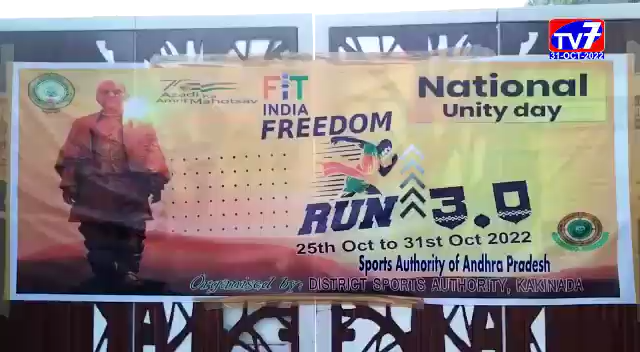 TV7
31-OCT-2022
75
Azadi Ka
Amrit Mahotsav
FIT
INDIA
FREEDOM
RUN 3.0
National
Unity day
25th Oct to 31st Oct 2022
Sports Authority of Andhra Pradesh
Organised by: DISTRICT SPORTS AUTHORITY, KAKINADA